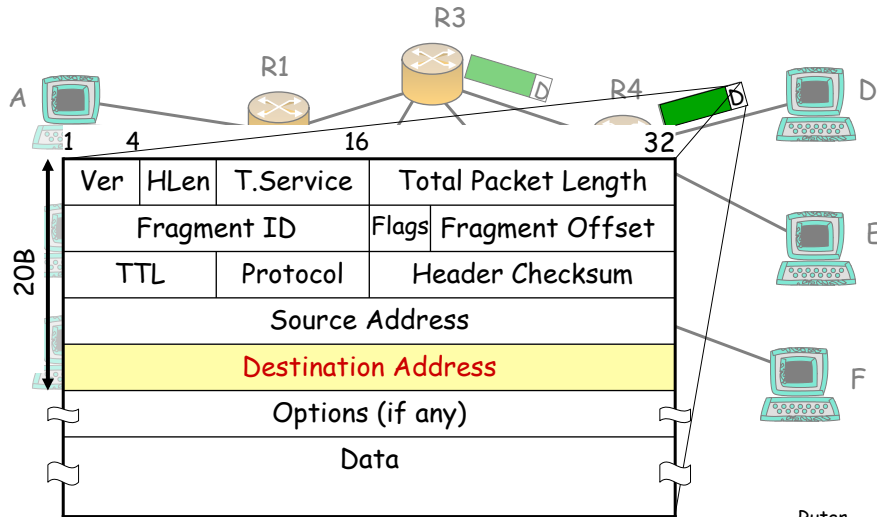 R3
R1
A
D
R4
D
D
1 4 16 32
Ver HLen T.Service Total Packet Length
Fragment ID Flags Fragment Offset
20B
TTL Protocol Header Checksum
E
Source Address
Destination Address
F
Options (if any)
Data